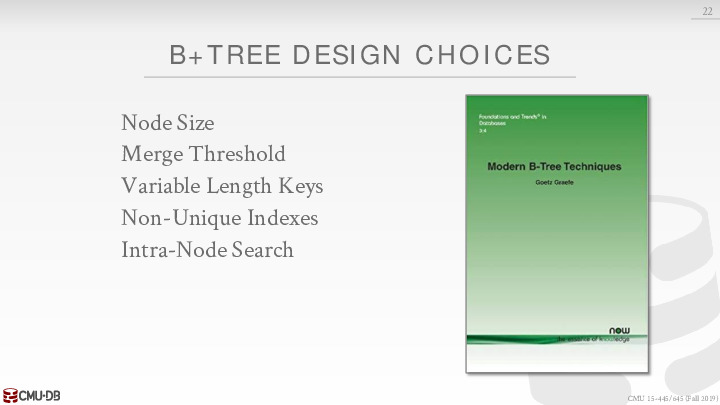 22
B+TREE DESIGN CHOICES
Node Size
Merge Threshold
Variable Length Keys
Non-Unique Indexes
Intra-Node Search
Foundations and Trends® in
Databases
3:4
Modern B-Tree Techniques
Goetz Graefe
now
the essence of knowledge
CMU·DB
CMU 15-445/645 (Fall 2019)